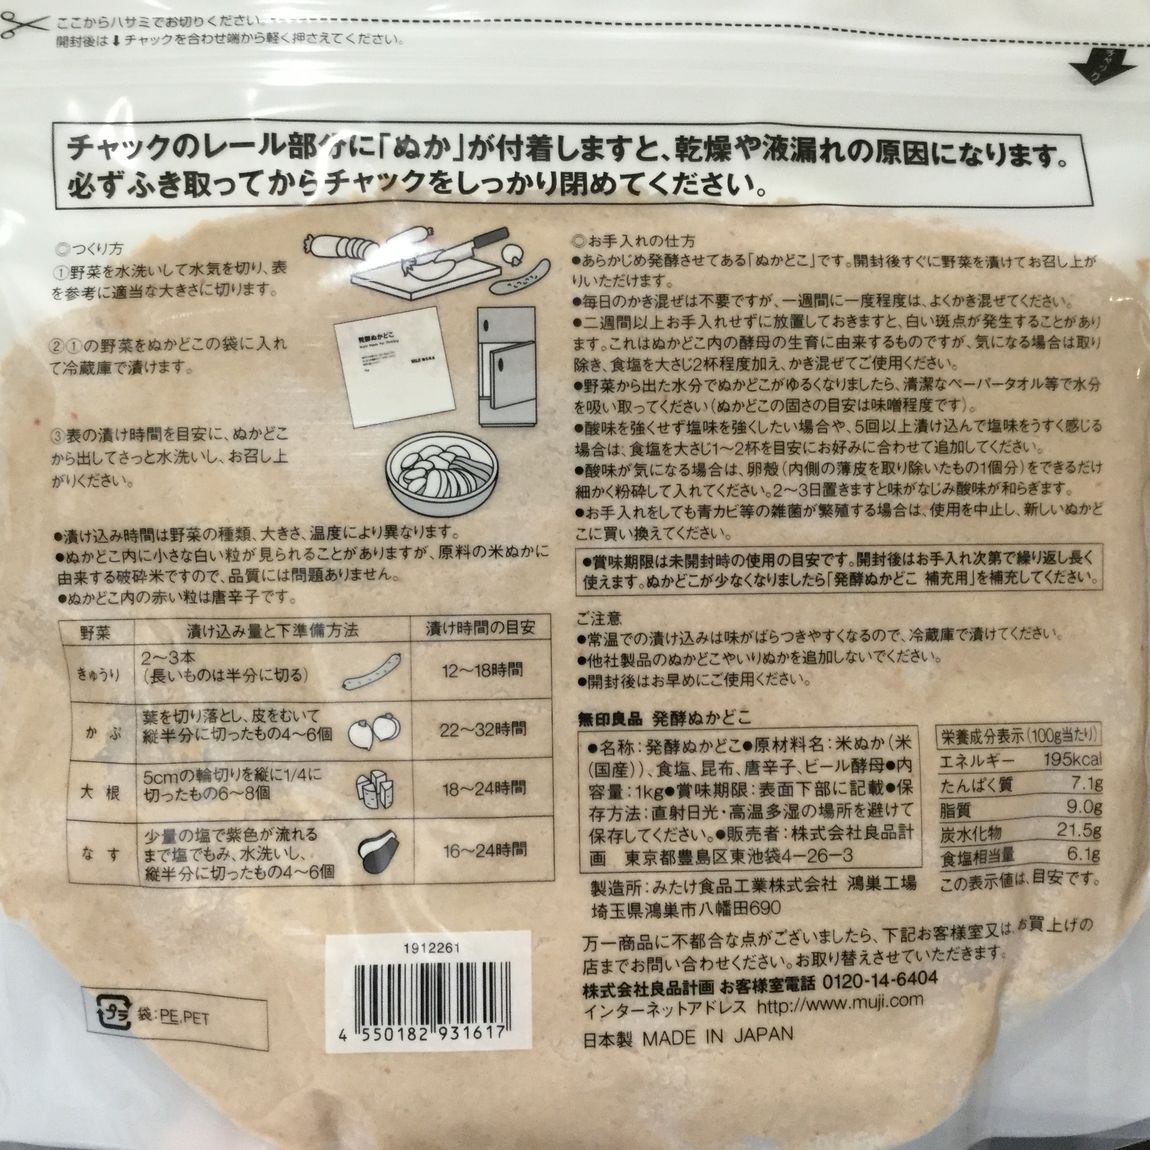 ここからハサミでお切りください。
開封後は⬇チャックを合わせ端から軽く押さえてください。
チャック
チャックのレール部分に「ぬか」が付着しますと、乾燥や液漏れの原因になります。
必ずふき取ってからチャックをしっかり閉めてください。
◎つくり方
①野菜を水洗いして水気を切り、表
を参考に適当な大きさに切ります。
②①の野菜をぬかどこの袋に入れ
て冷蔵庫で漬けます。
発酵ぬかどこ
③表の漬け時間を目安に、ぬかどこ
から出してさっと水洗いし、お召し上
がりください。
●漬け込み時間は野菜の種類、大きさ、温度により異なります。
●ぬかどこ内に小さな白い粒が見られることがありますが、原料の米ぬかに
由来する破砕米ですので、品質には問題ありません。
●ぬかどこ内の赤い粒は唐辛子です。
野菜 漬け込み量と下準備方法 漬け時間の目安
きゅうり 2〜3本 12〜18時間
(長いものは半分に切る)
かぶ 葉を切り落とし、皮をむいて 22〜32時間
縦半分に切ったもの4〜6個
大根 5cmの輪切りを縦に1/4に 18〜24時間
切ったもの6〜8個
なす 少量の塩で紫色が流れる 16〜24時間
まで塩でもみ、水洗いし、
縦半分に切ったもの4〜6個
◎お手入れの仕方
●あらかじめ発酵させてある「ぬかどこ」です。開封後すぐに野菜を漬けてお召し上が
りいただけます。
●毎日のかき混ぜは不要ですが、一週間に一度程度は、よくかき混ぜてください。
●二週間以上お手入れせずに放置しておきますと、白い斑点が発生することがあり
ます。これはぬかどこ内の酵母の生育に由来するものですが、気になる場合は取り
除き、食塩を大さじ2杯程度加え、かき混ぜてご使用ください。
●野菜から出た水分でぬかどこがゆるくなりましたら、清潔なペーパータオル等で水分
を吸い取ってください(ぬかどこの固さの目安は味噌程度です)。
●酸味を強くせず塩味を強くしたい場合や、5回以上漬け込んで塩味をうすく感じる
場合は、食塩を大さじ1〜2杯を目安にお好みに合わせて追加してください。
●酸味が気になる場合は、卵殻(内側の薄皮を取り除いたもの1個分)をできるだけ
細かく粉砕して入れてください。2〜3日置きますと味がなじみ酸味が和らぎます。
●お手入れをしても青カビ等の雑菌が繁殖する場合は、使用を中止し、新しいぬかど
こに買い換えてください。
●賞味期限は未開封時の使用の目安です。開封後はお手入れ次第で繰り返し長く
使えます。ぬかどこが少なくなりましたら「発酵ぬかどこ 補充用」を補充してください。
ご注意
●常温での漬け込みは味がばらつきやすくなるので、冷蔵庫で漬けてください。
●他社製品のぬかどこやいりぬかを追加しないでください。
●開封後はお早めにご使用ください。
無印良品 発酵ぬかどこ
●名称:発酵ぬかどこ●原材料名:米ぬか(米
(国産))、食塩、昆布、唐辛子、ビール酵母●内
容量:1kg●賞味期限:表面下部に記載●保
存方法:直射日光・高温多湿の場所を避けて
保存してください。●販売者:株式会社良品計
画 東京都豊島区東池袋4-26-3
製造所:みたけ食品工業株式会社 鴻巣工場
埼玉県鴻巣市八幡田690
栄養成分表示(100g当たり)
エネルギー 195kcal
たんぱく質 7.1g
脂質 9.0g
炭水化物 21.5g
食塩相当量 6.1g
この表示値は、目安です。
万一商品に不都合な点がございましたら、下記お客様室又は、お買上げの
店までお問い合わせください。お取り替えさせていただきます。
株式会社良品計画 お客様室電話 0120-14-6404
インターネットアドレス http://www.muji.com
日本製 MADE IN JAPAN
1912261
4 550182 931617
プラ 袋:PE,PET